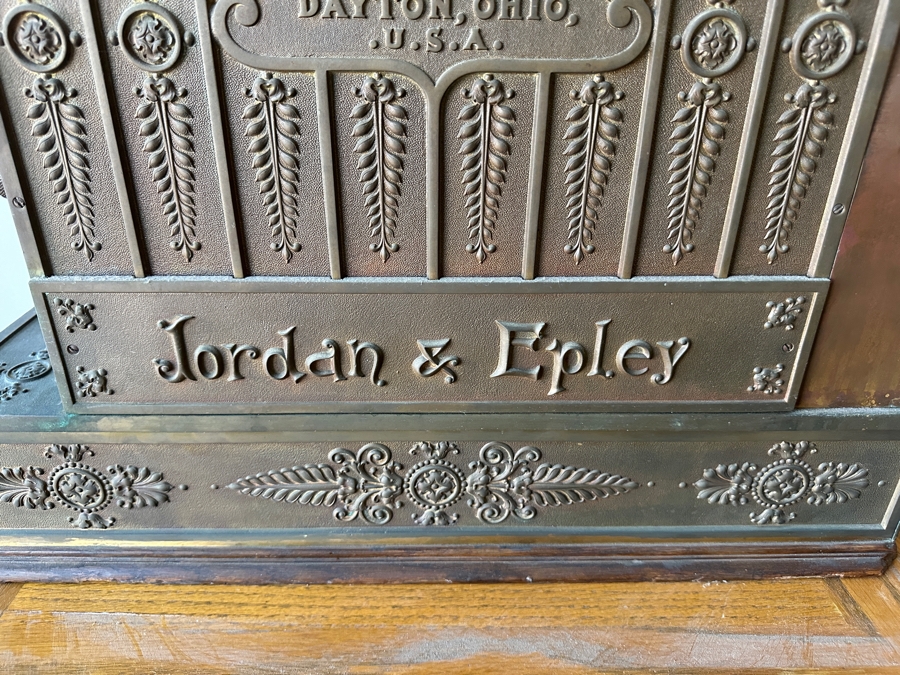 DAYTON, OHIO,
.U.S.A.
Jordan & Epley